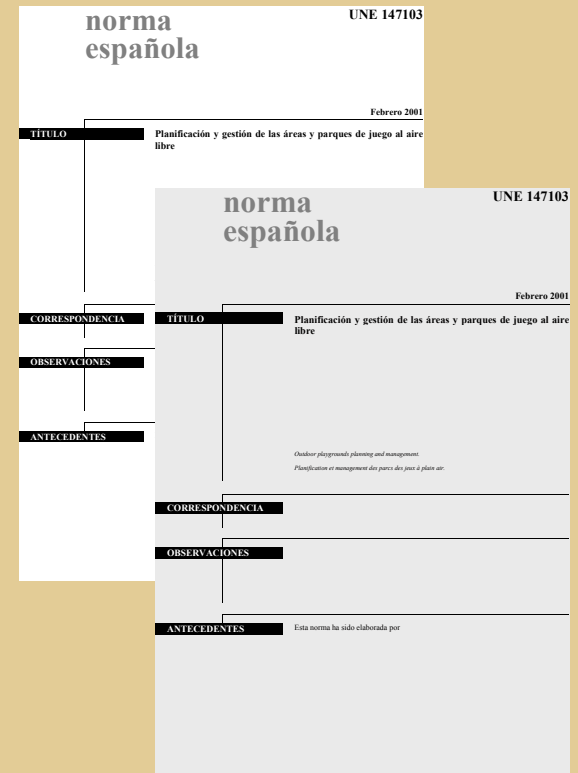 norma
española
UNE 147103
Febrero 2001
TÍTULO
Planificación y gestión de las áreas y parques de juego al aire
libre
CORRESPONDENCIA
OBSERVACIONES
ANTECEDENTES
norma
española
UNE 147103
Febrero 2001
TÍTULO
Planificación y gestión de las áreas y parques de juego al aire
libre
Outdoor playgrounds planning and management.
Planification et management des parcs des jeux à plain air.
CORRESPONDENCIA
OBSERVACIONES
ANTECEDENTES
Esta norma ha sido elaborada por